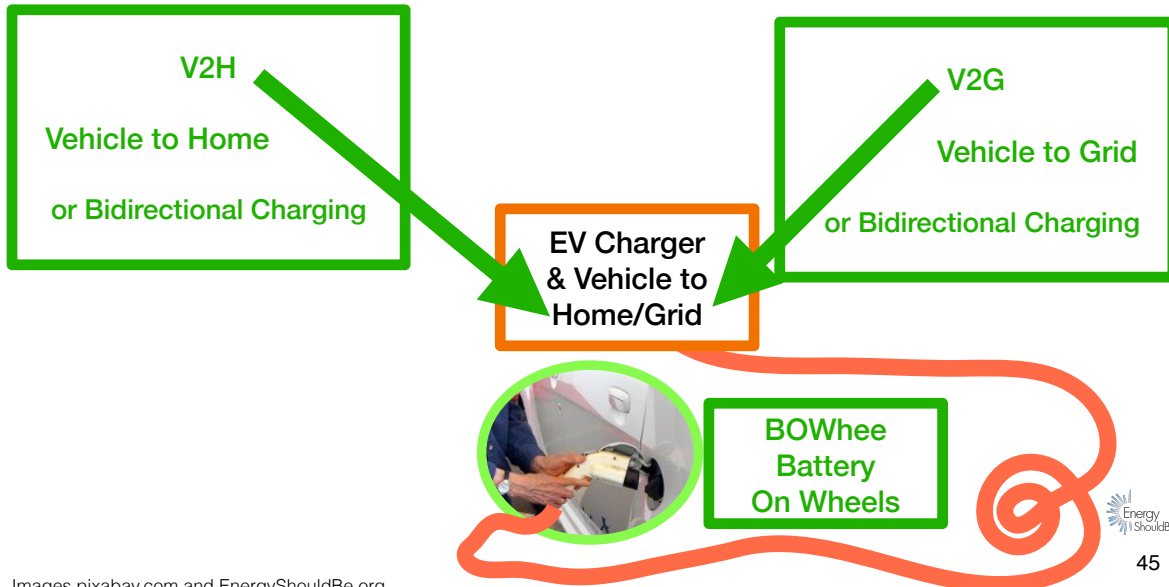 V2H
Vehicle to Home
or Bidirectional Charging
V2G
Vehicle to Grid
or Bidirectional Charging
EV Charger
& Vehicle to
Home/Grid
BOWhee
Battery
On Wheels
Energy
ShouldB
45
Images pixabay.com and EnergyShouldBe.org